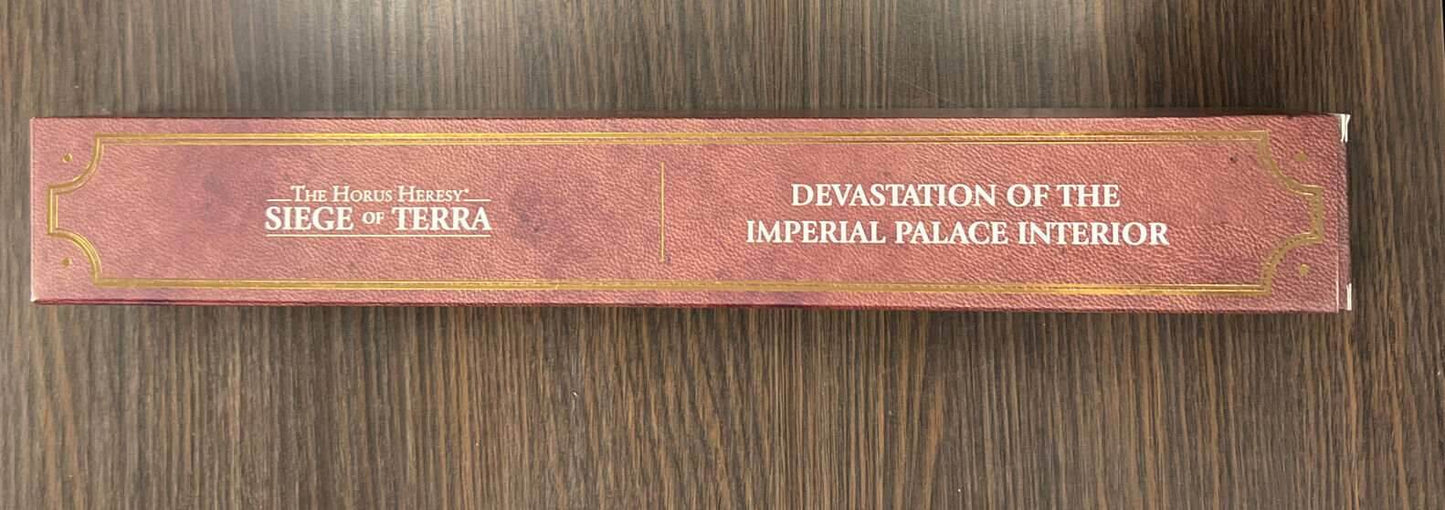 THE HORUS HERESY®
SIEGE OF TERRA
DEVASTATION OF THE
IMPERIAL PALACE INTERIOR